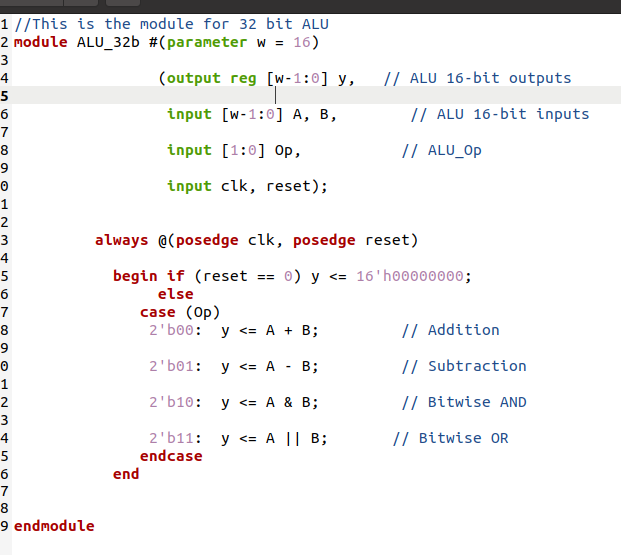 1 //This is the module for 32 bit ALU
2 module ALU_32b #(parameter w = 16)
3
4 (output reg [w-1:0] y, // ALU 16-bit outputs
5
6 input [w-1:0] A, B, // ALU 16-bit inputs
7
8 input [1:0] Op, // ALU_Op
9
0 input clk, reset);
1
2
3 always @(posedge clk, posedge reset)
4
5 begin if (reset == 0) y <= 16'h00000000;
6 else
7 case (Op)
8 2'b00: y <= A + B; // Addition
9
0 2'b01: y <= A - B; // Subtraction
1
2 2'b10: y <= A & B; // Bitwise AND
3
4 2'b11: y <= A || B; // Bitwise OR
5 endcase
6 end
7
8
9 endmodule